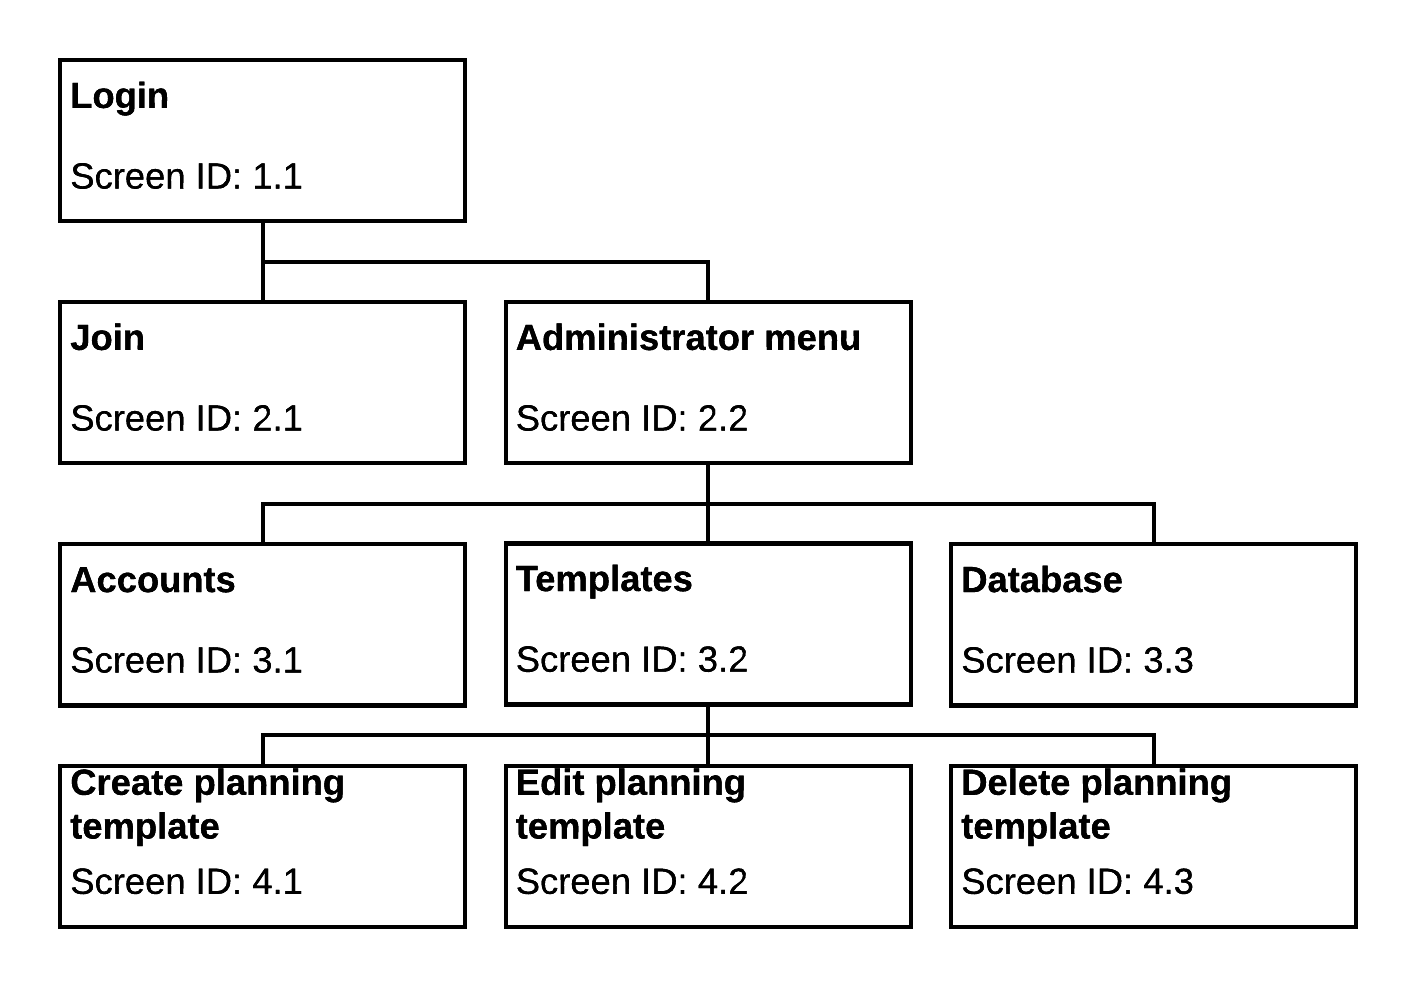 Login
Screen ID: 1.1
Join
Screen ID: 2.1
Administrator menu
Screen ID: 2.2
Accounts
Screen ID: 3.1
Templates
Screen ID: 3.2
Database
Screen ID: 3.3
Create planning
template
Screen ID: 4.1
Edit planning
template
Screen ID: 4.2
Delete planning
template
Screen ID: 4.3